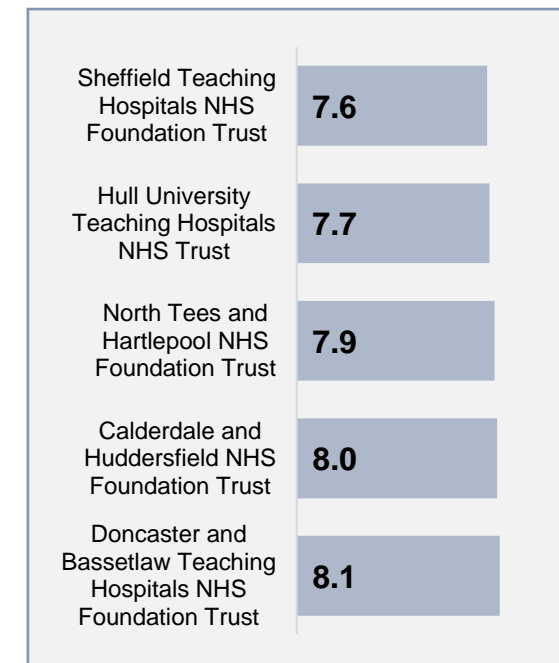 Sheffield Teaching
Hospitals NHS
Foundation Trust
7.6
Hull University
Teaching Hospitals
NHS Trust
7.7
North Tees and
Hartlepool NHS
Foundation Trust
7.9
Calderdale and
Huddersfield NHS
Foundation Trust
8.0
Doncaster and
Bassetlaw Teaching
Hospitals NHS
Foundation Trust
8.1